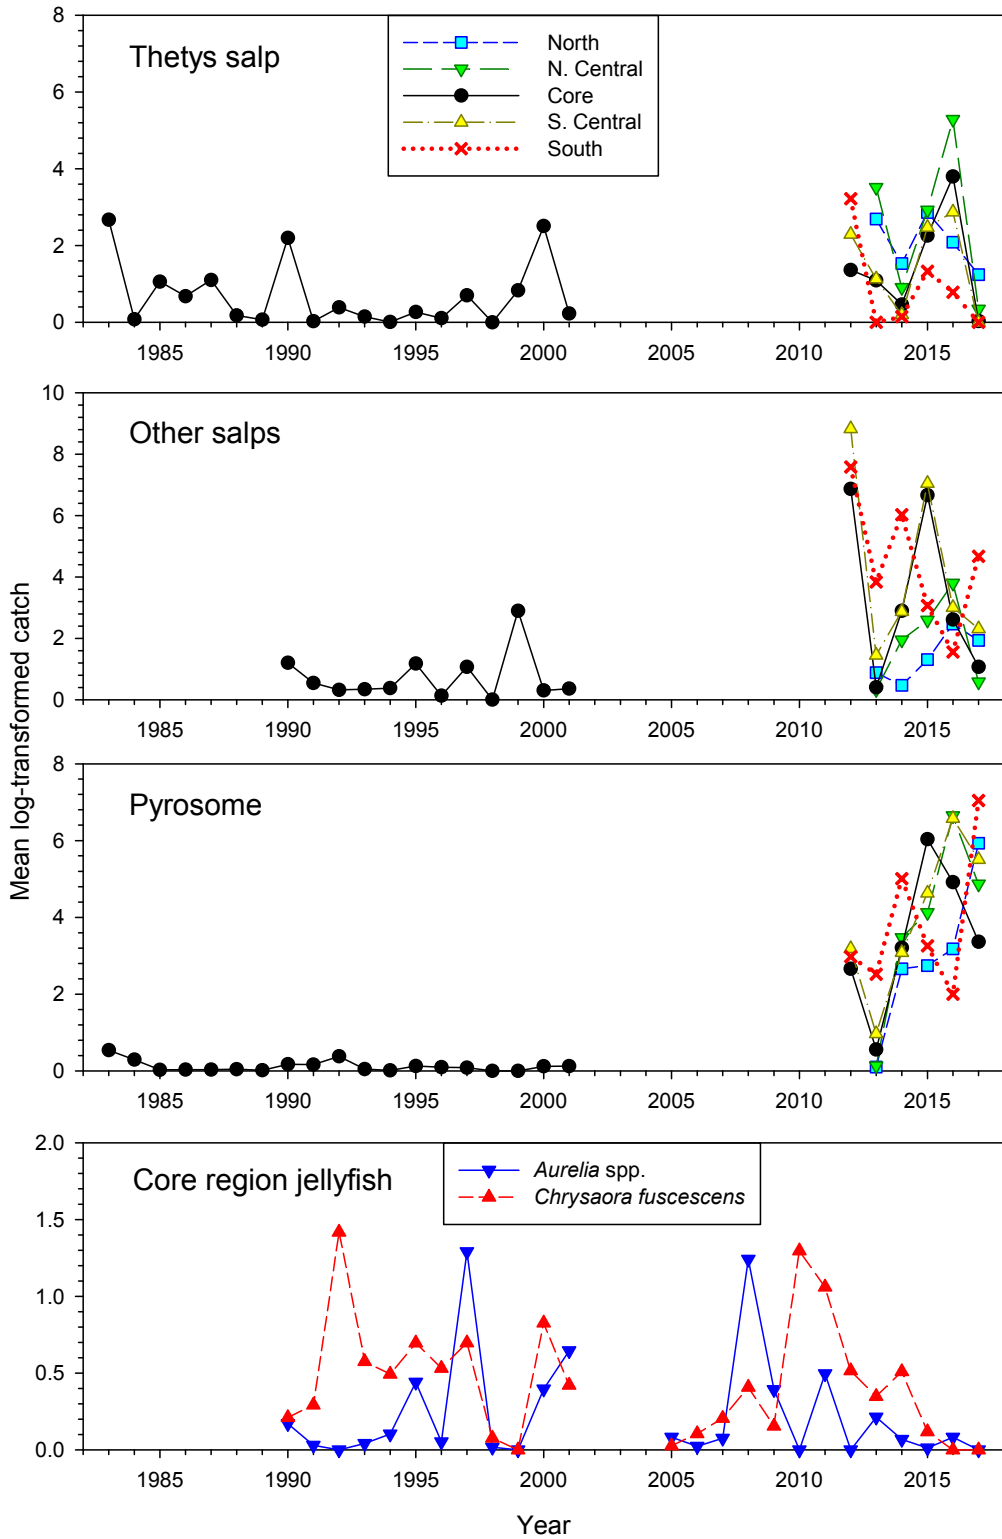 8
6
4
2
0
Thetys salp
North
N. Central
Core
S. Central
South
1985 1990 1995 2000 2005 2010 2015
10
8
6
4
2
0
Other salps
1985 1990 1995 2000 2005 2010 2015
Mean log-transformed catch
8
6
4
2
0
Pyrosome
1985 1990 1995 2000 2005 2010 2015
2.0
1.5
1.0
0.5
0.0
Core region jellyfish
Aurelia spp.
Chrysaora fuscescens
1985 1990 1995 2000 2005 2010 2015
Year